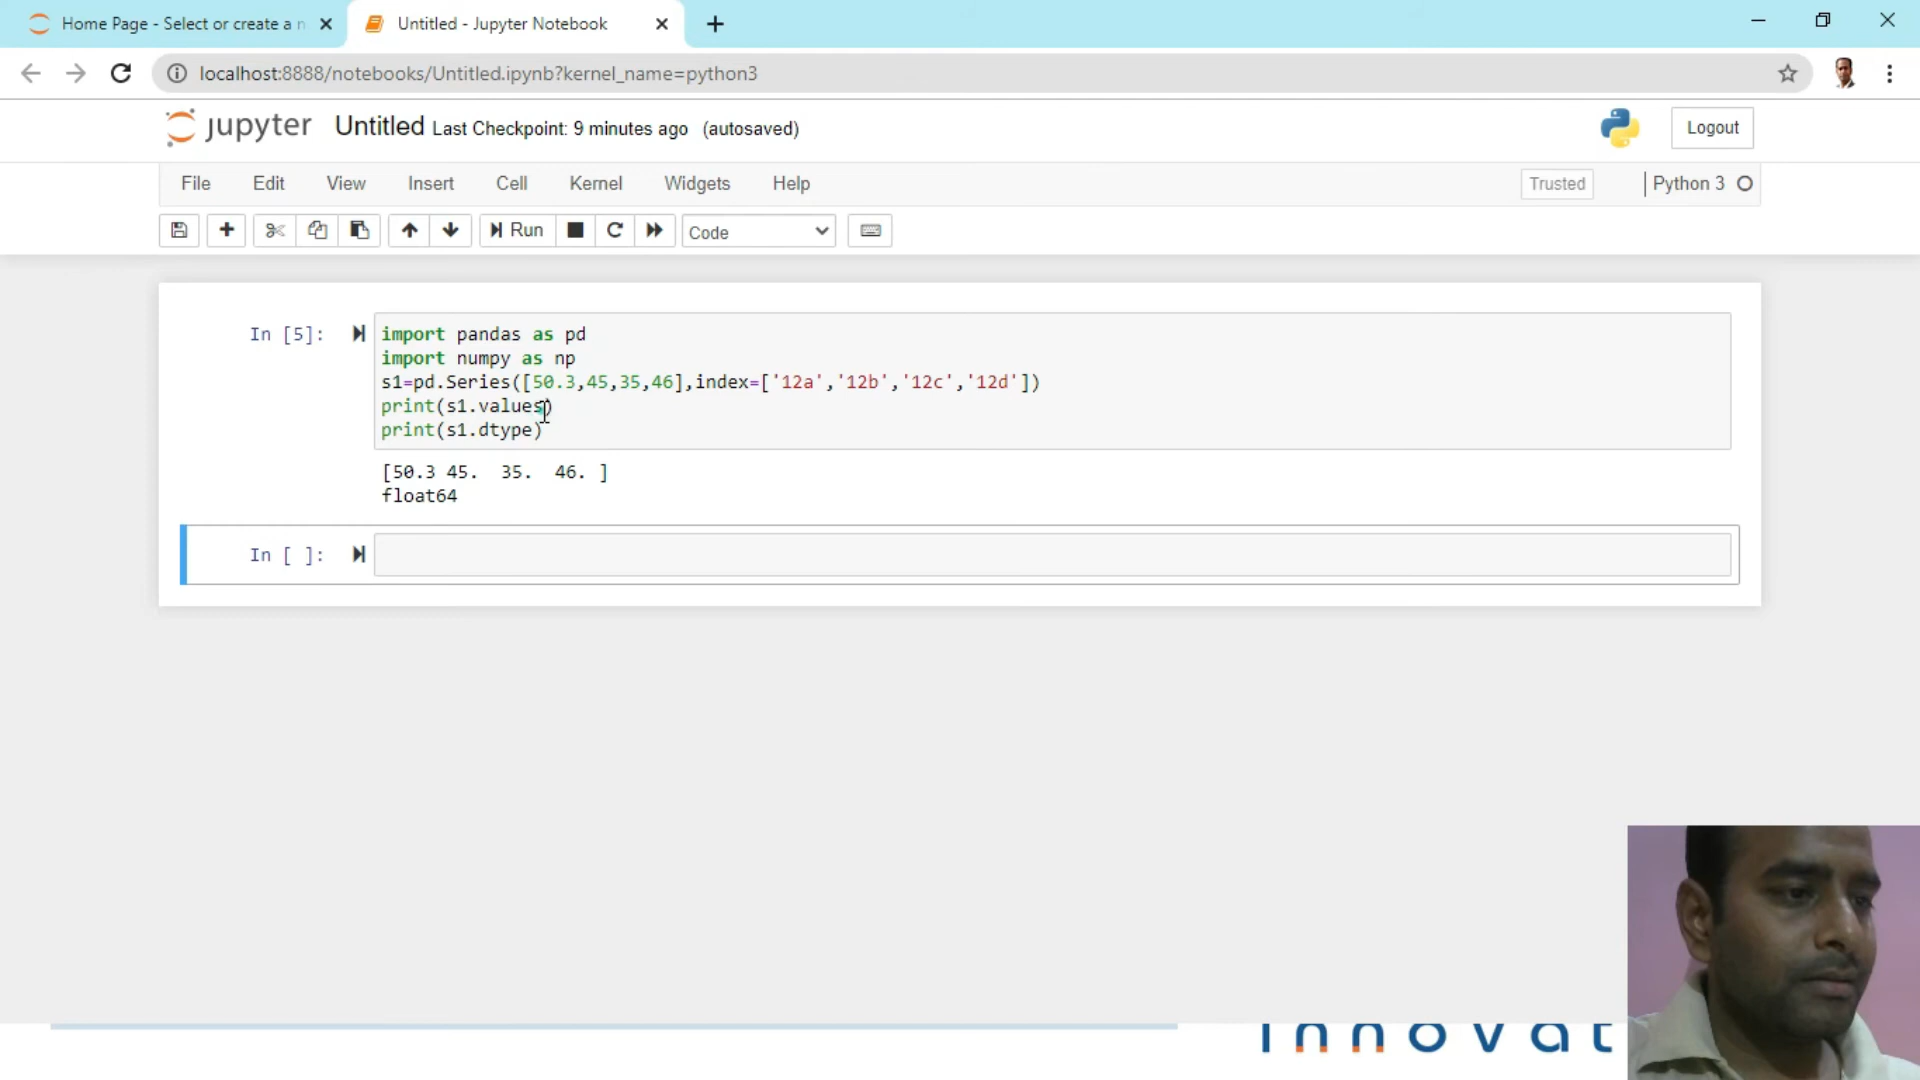 Home Page - Select or create a n
Untitled - Jupyter Notebook
localhost:8888/notebooks/Untitled.ipynb?kernel_name=python3
jupyter Untitled Last Checkpoint: 9 minutes ago (autosaved)
Logout
File Edit View Insert Cell Kernel Widgets Help
Trusted
Python 3
Run
Code
In [5]:
import pandas as pd
import numpy as np
s1=pd.Series([50.3,45,35,46],index=['12a','12b','12c','12d'])
print(s1.values)
print(s1.dtype)
[50.3 45.  35.  46. ]
float64
In [ ]:
innovat